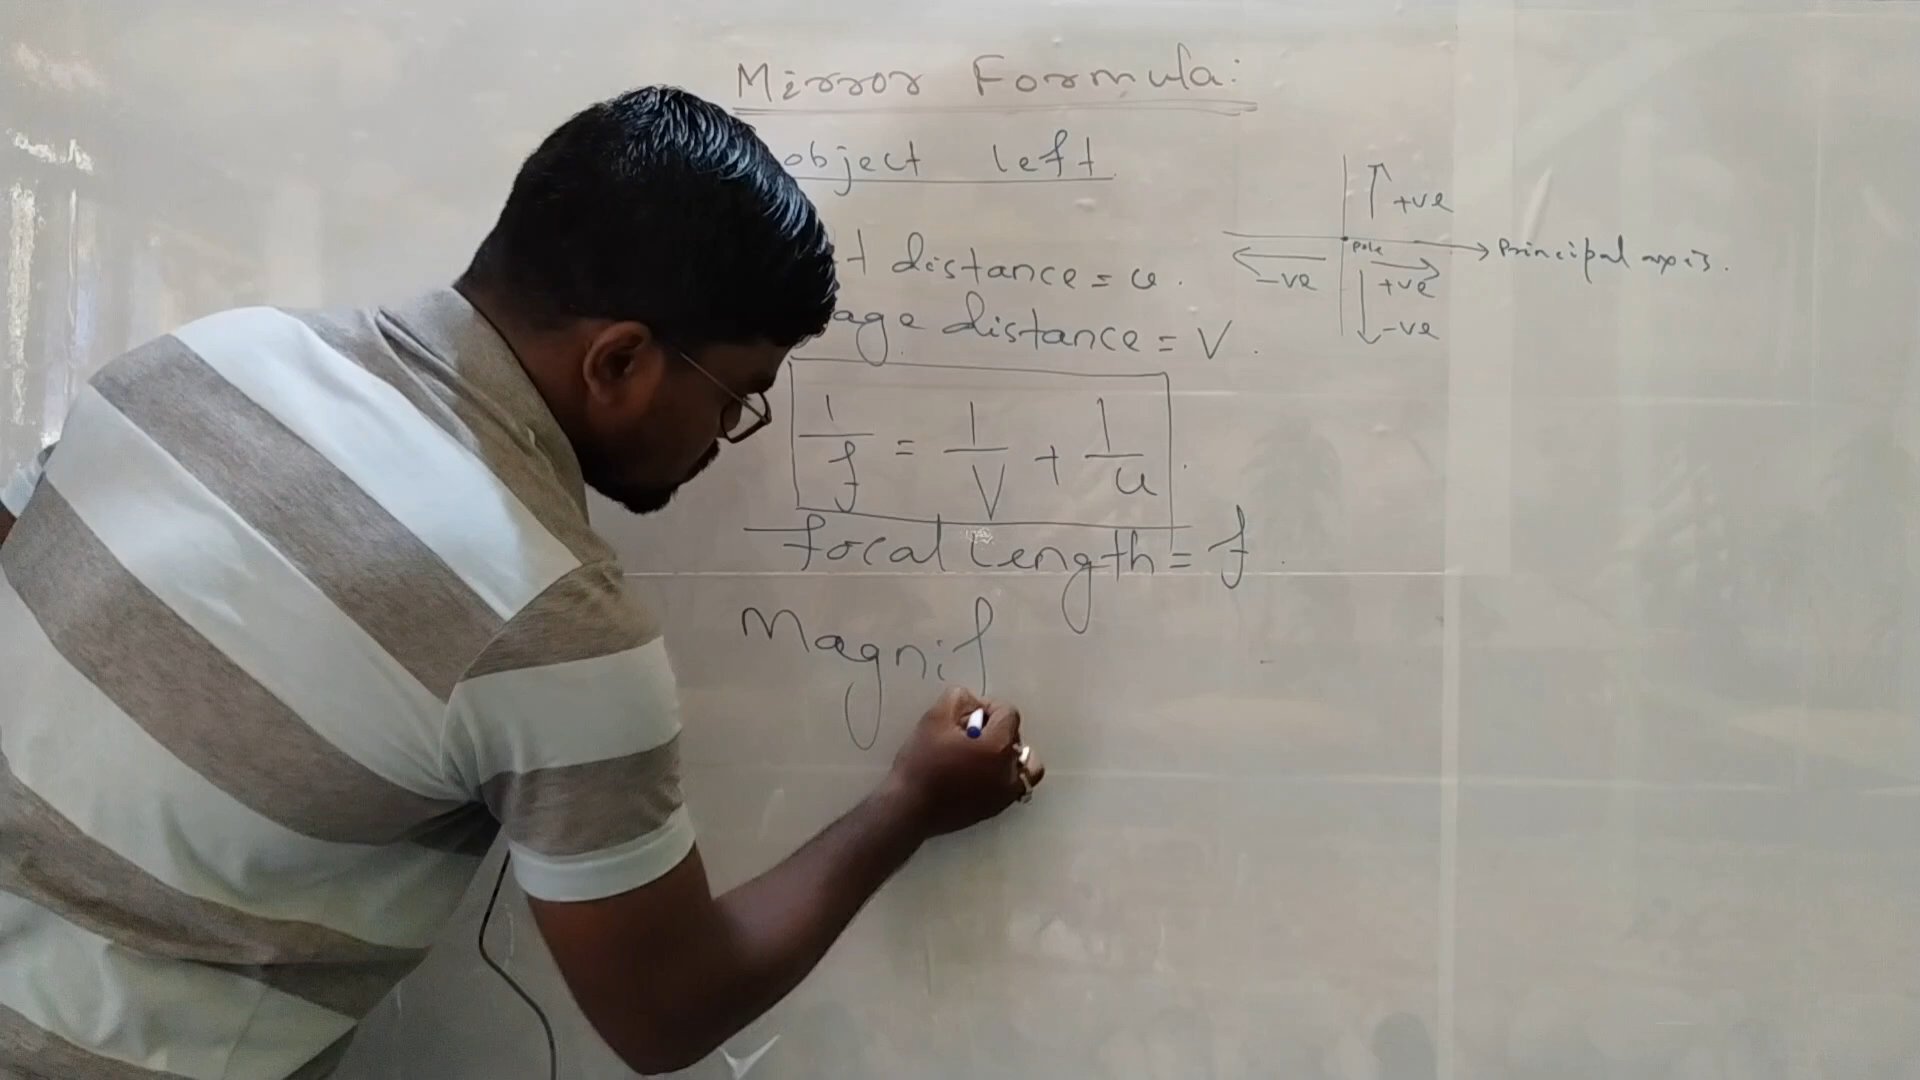 Mirror Formula:
object left
t distance = u.
age distance = V.
1/f = 1/V + 1/u.
focal length = f.
Magnif
+ve
Pole
Principal axis.
-ve
+ve
-ve